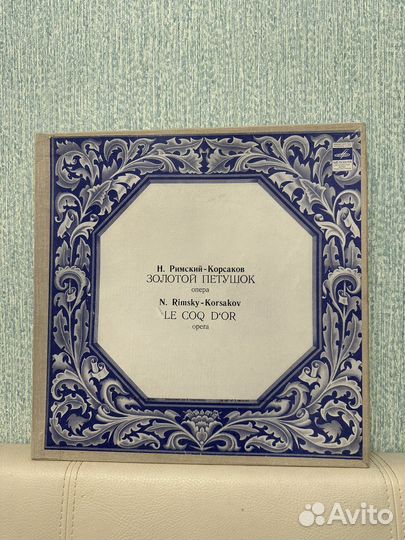 Н. Римский-Корсаков
ЗОЛОТОЙ ПЕТУШОК
опера
N. Rimsky-Korsakov
LE COQ D'OR
opera
Avito